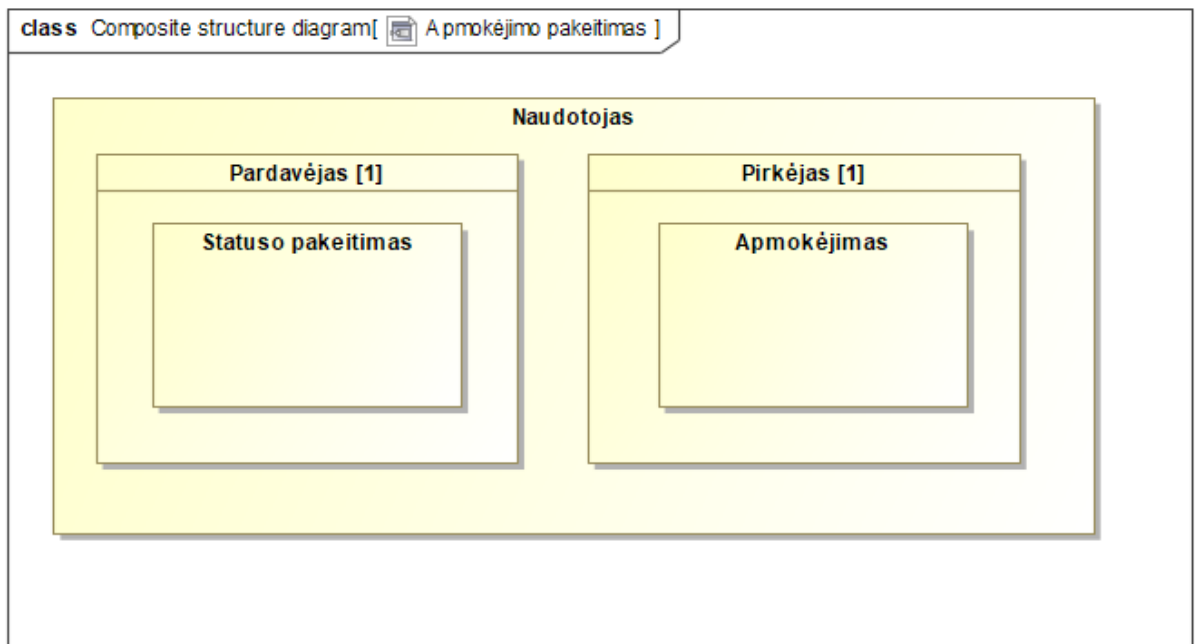 class Composite structure diagram[ Apmokėjimo pakeitimas ]
Naudotojas
Pardavėjas [1]
Pirkėjas [1]
Statuso pakeitimas
Apmokėjimas